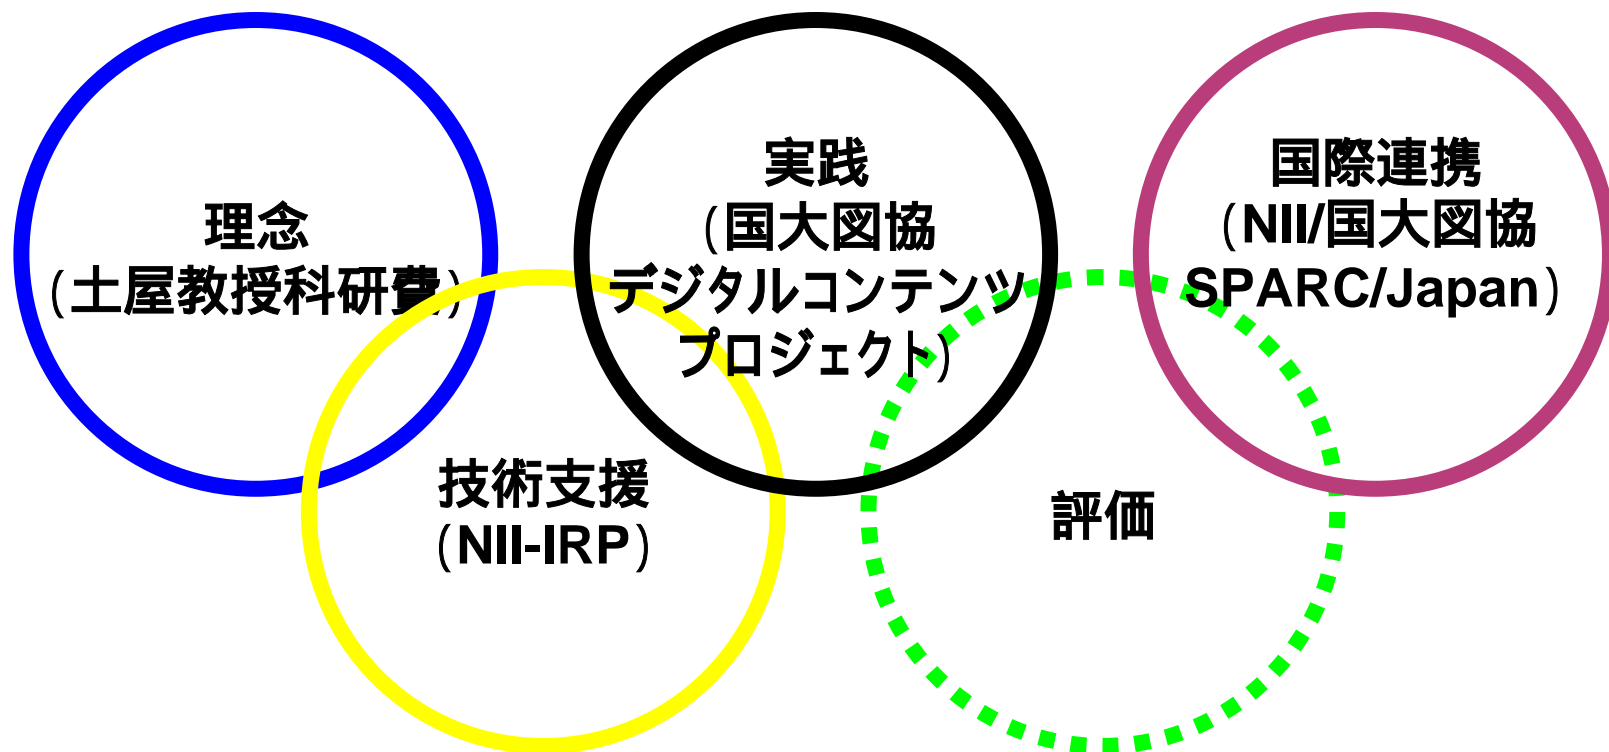 理念
(土屋教授科研費)
技術支援
(NII-IRP)
実践
(国大図協
デジタルコンテンツ
プロジェクト)
評価
国際連携
(NII/国大図協
SPARC/Japan)